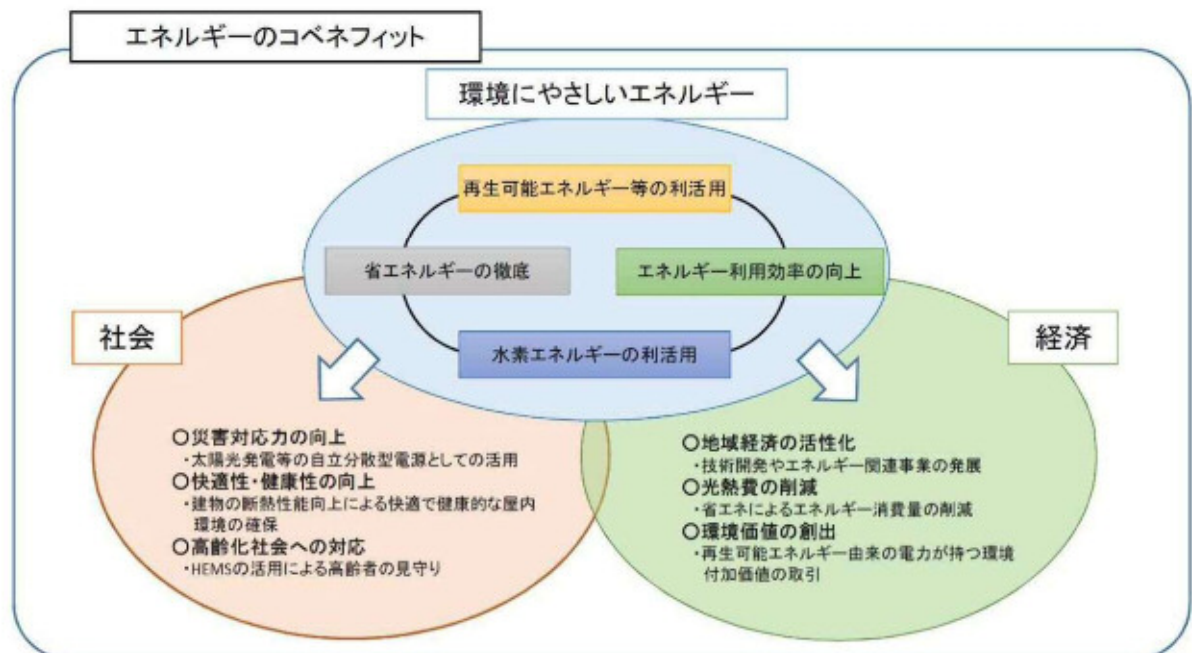 エネルギーのコベネフィット
環境にやさしいエネルギー
再生可能エネルギー等の利活用
省エネルギーの徹底
エネルギー利用効率の向上
水素エネルギーの利活用
社会
○災害対応力の向上
・太陽光発電等の自立分散型電源としての活用
○快適性・健康性の向上
・建物の断熱性能向上による快適で健康的な屋内
環境の確保
○高齢化社会への対応
・HEMSの活用による高齢者の見守り
経済
○地域経済の活性化
・技術開発やエネルギー関連事業の発展
○光熱費の削減
・省エネによるエネルギー消費量の削減
○環境価値の創出
・再生可能エネルギー由来の電力が持つ環境
付加価値の取引